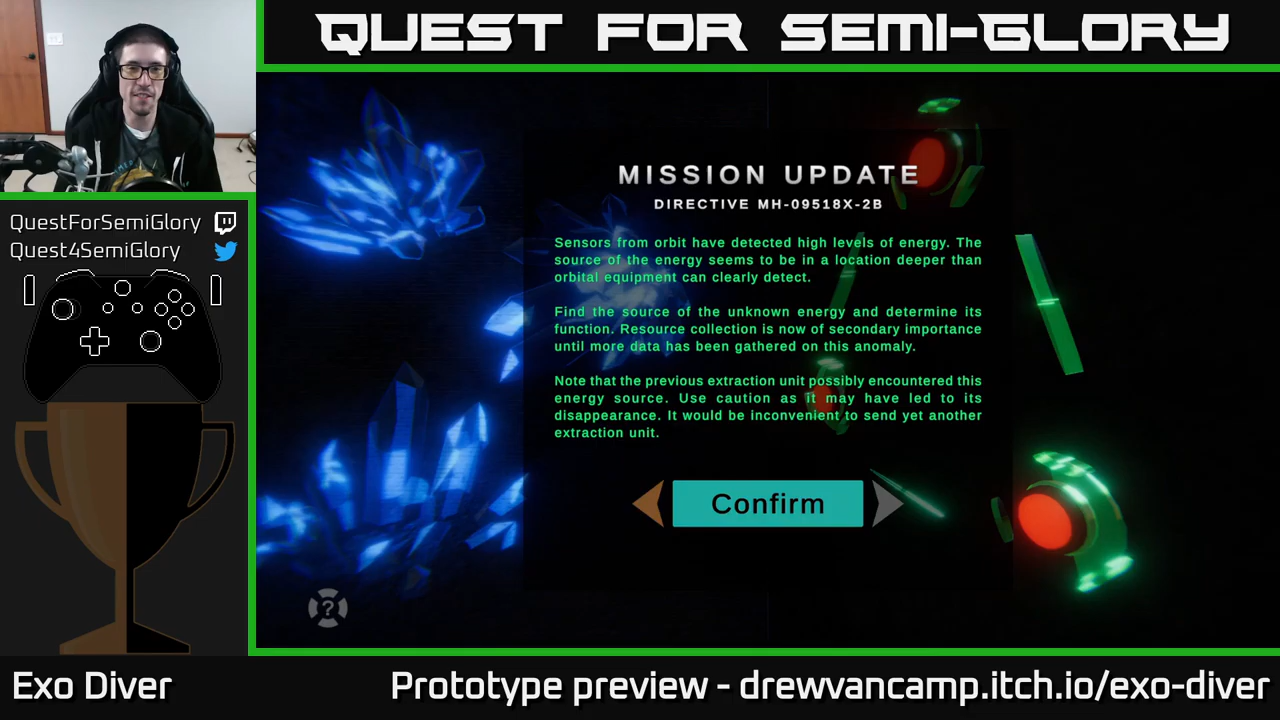 QUEST FOR SEMI-GLORY
QuestForSemiGlory
Quest4SemiGlory
MISSION UPDATE
DIRECTIVE MH-09518X-2B
Sensors from orbit have detected high levels of energy. The
source of the energy seems to be in a location deeper than
orbital equipment can clearly detect.
Find the source of the unknown energy and determine its
function. Resource collection is now of secondary importance
until more data has been gathered on this anomaly.
Note that the previous extraction unit possibly encountered this
energy source. Use caution as it may have led to its
disappearance. It would be inconvenient to send yet another
extraction unit.
Confirm
?
Exo Diver
Prototype preview - drewvancamp.itch.io/exo-diver